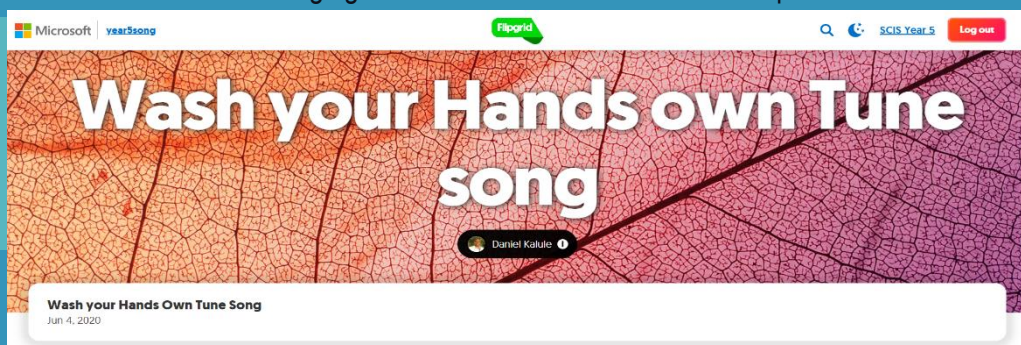 Microsoft year5song Flipgrid SCIS Year 5 Log out
Wash your Hands own Tune
song
Daniel Kalule
Wash your Hands Own Tune Song
Jun 4, 2020